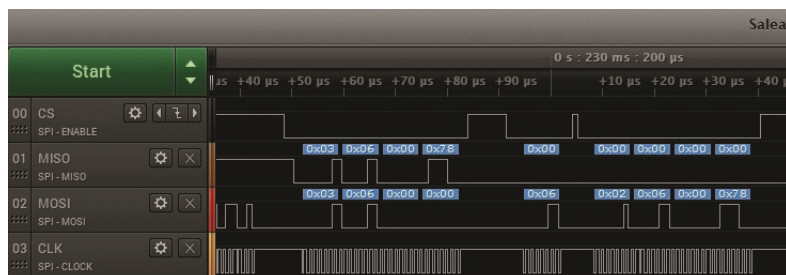 Salea
Start
0 s : 230 ms : 200 µs
µs +40 µs +50 µs +60 µs +70 µs +80 µs +90 µs +10 µs +20 µs +30 µs +40 µ
00 CS
SPI - ENABLE
0x03 0x06 0x00 0x78 0x00 0x00 0x00 0x00 0x00
01 MISO
SPI - MISO
0x03 0x06 0x00 0x00 0x06 0x02 0x06 0x00 0x78
02 MOSI
SPI - MOSI
03 CLK
SPI - CLOCK